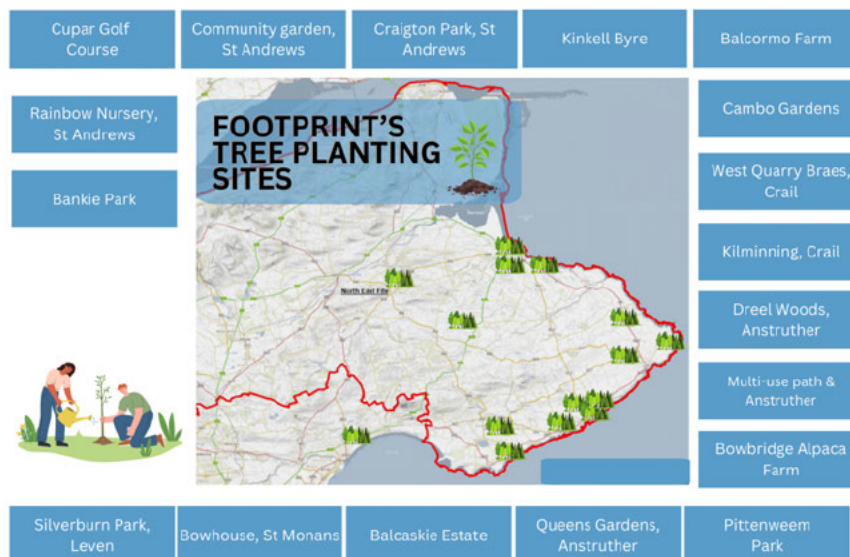 Cupar Golf
Course
Community garden,
St Andrews
Craigton Park, St
Andrews
Kinkell Byre
Balcormo Farm
Rainbow Nursery,
St Andrews
Bankie Park
FOOTPRINT'S
TREE PLANTING
SITES
North East Fife
Cambo Gardens
West Quarry Braes,
Crail
Kilminning, Crail
Dreel Woods,
Anstruther
Multi-use path &
Anstruther
Bowbridge Alpaca
Farm
Silverburn Park,
Leven
Bowhouse, St Monans
Balcaskie Estate
Queens Gardens,
Anstruther
Pittenweem
Park